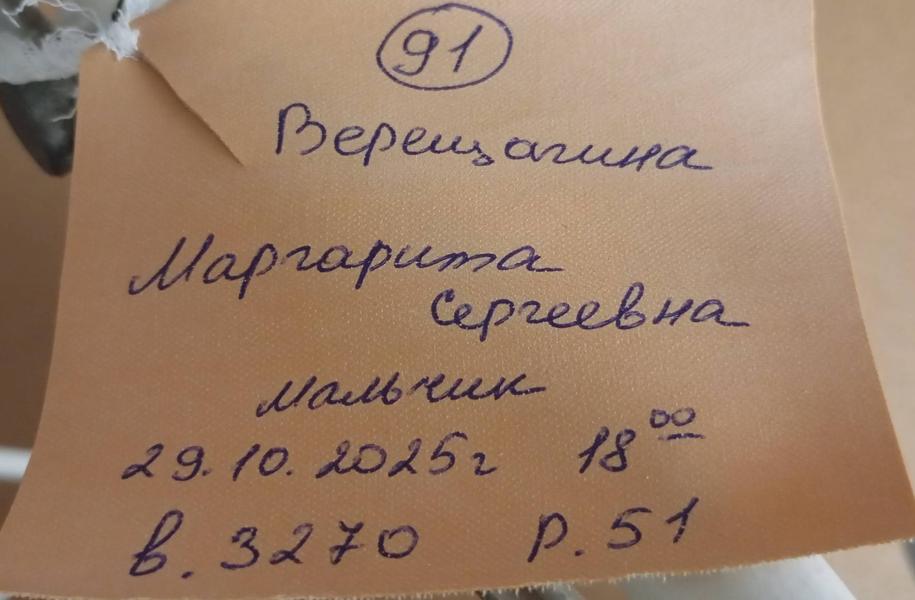 91
Верещагина
Маргарита
Сергеевна
мальчик
29.10.2025г 18⁰⁰
в. 3270 р. 51